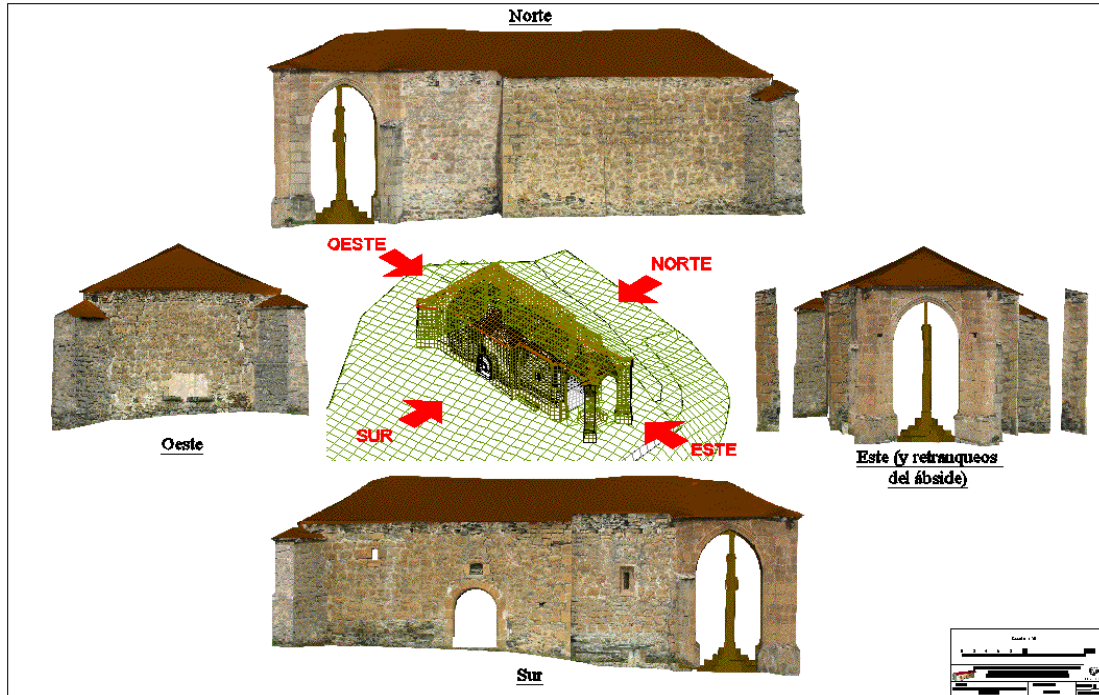 Norte
OESTE
NORTE
SUR
ESTE
Oeste
Este (y retranqueos
del ábside)
Sur